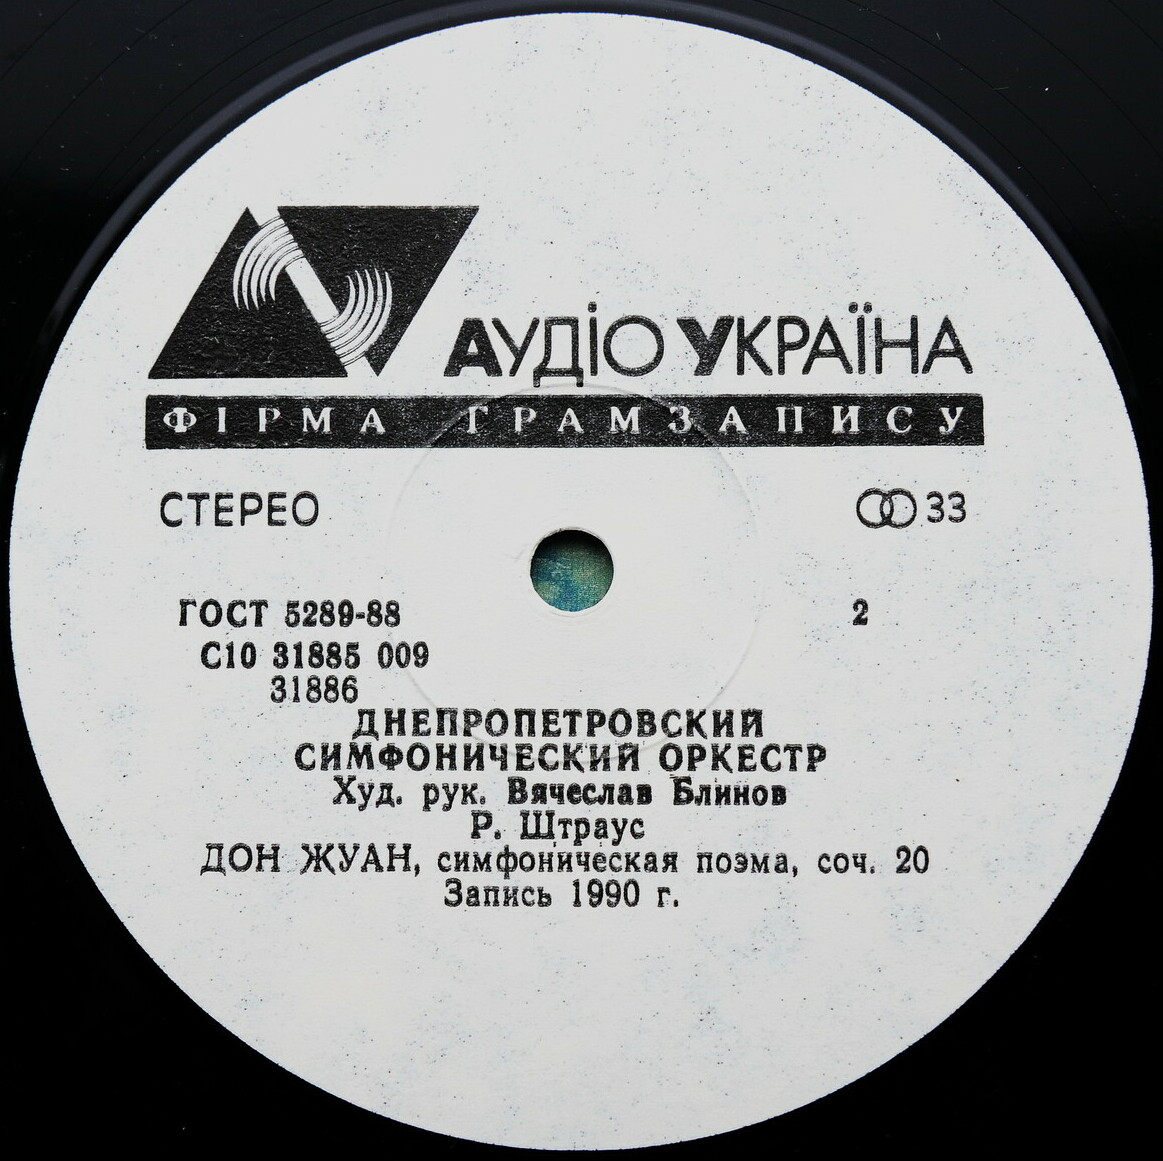 АУДІО УКРАЇНА
ФІРМА ГРАМЗАПИСУ
СТЕРЕО 33
ГОСТ 5289-88 2
С10 31885 009
31886
ДНЕПРОПЕТРОВСКИЙ
СИМФОНИЧЕСКИЙ ОРКЕСТР
Худ. рук. Вячеслав Блинов
Р. Штраус
ДОН ЖУАН, симфоническая поэма, соч. 20
Запись 1990 г.